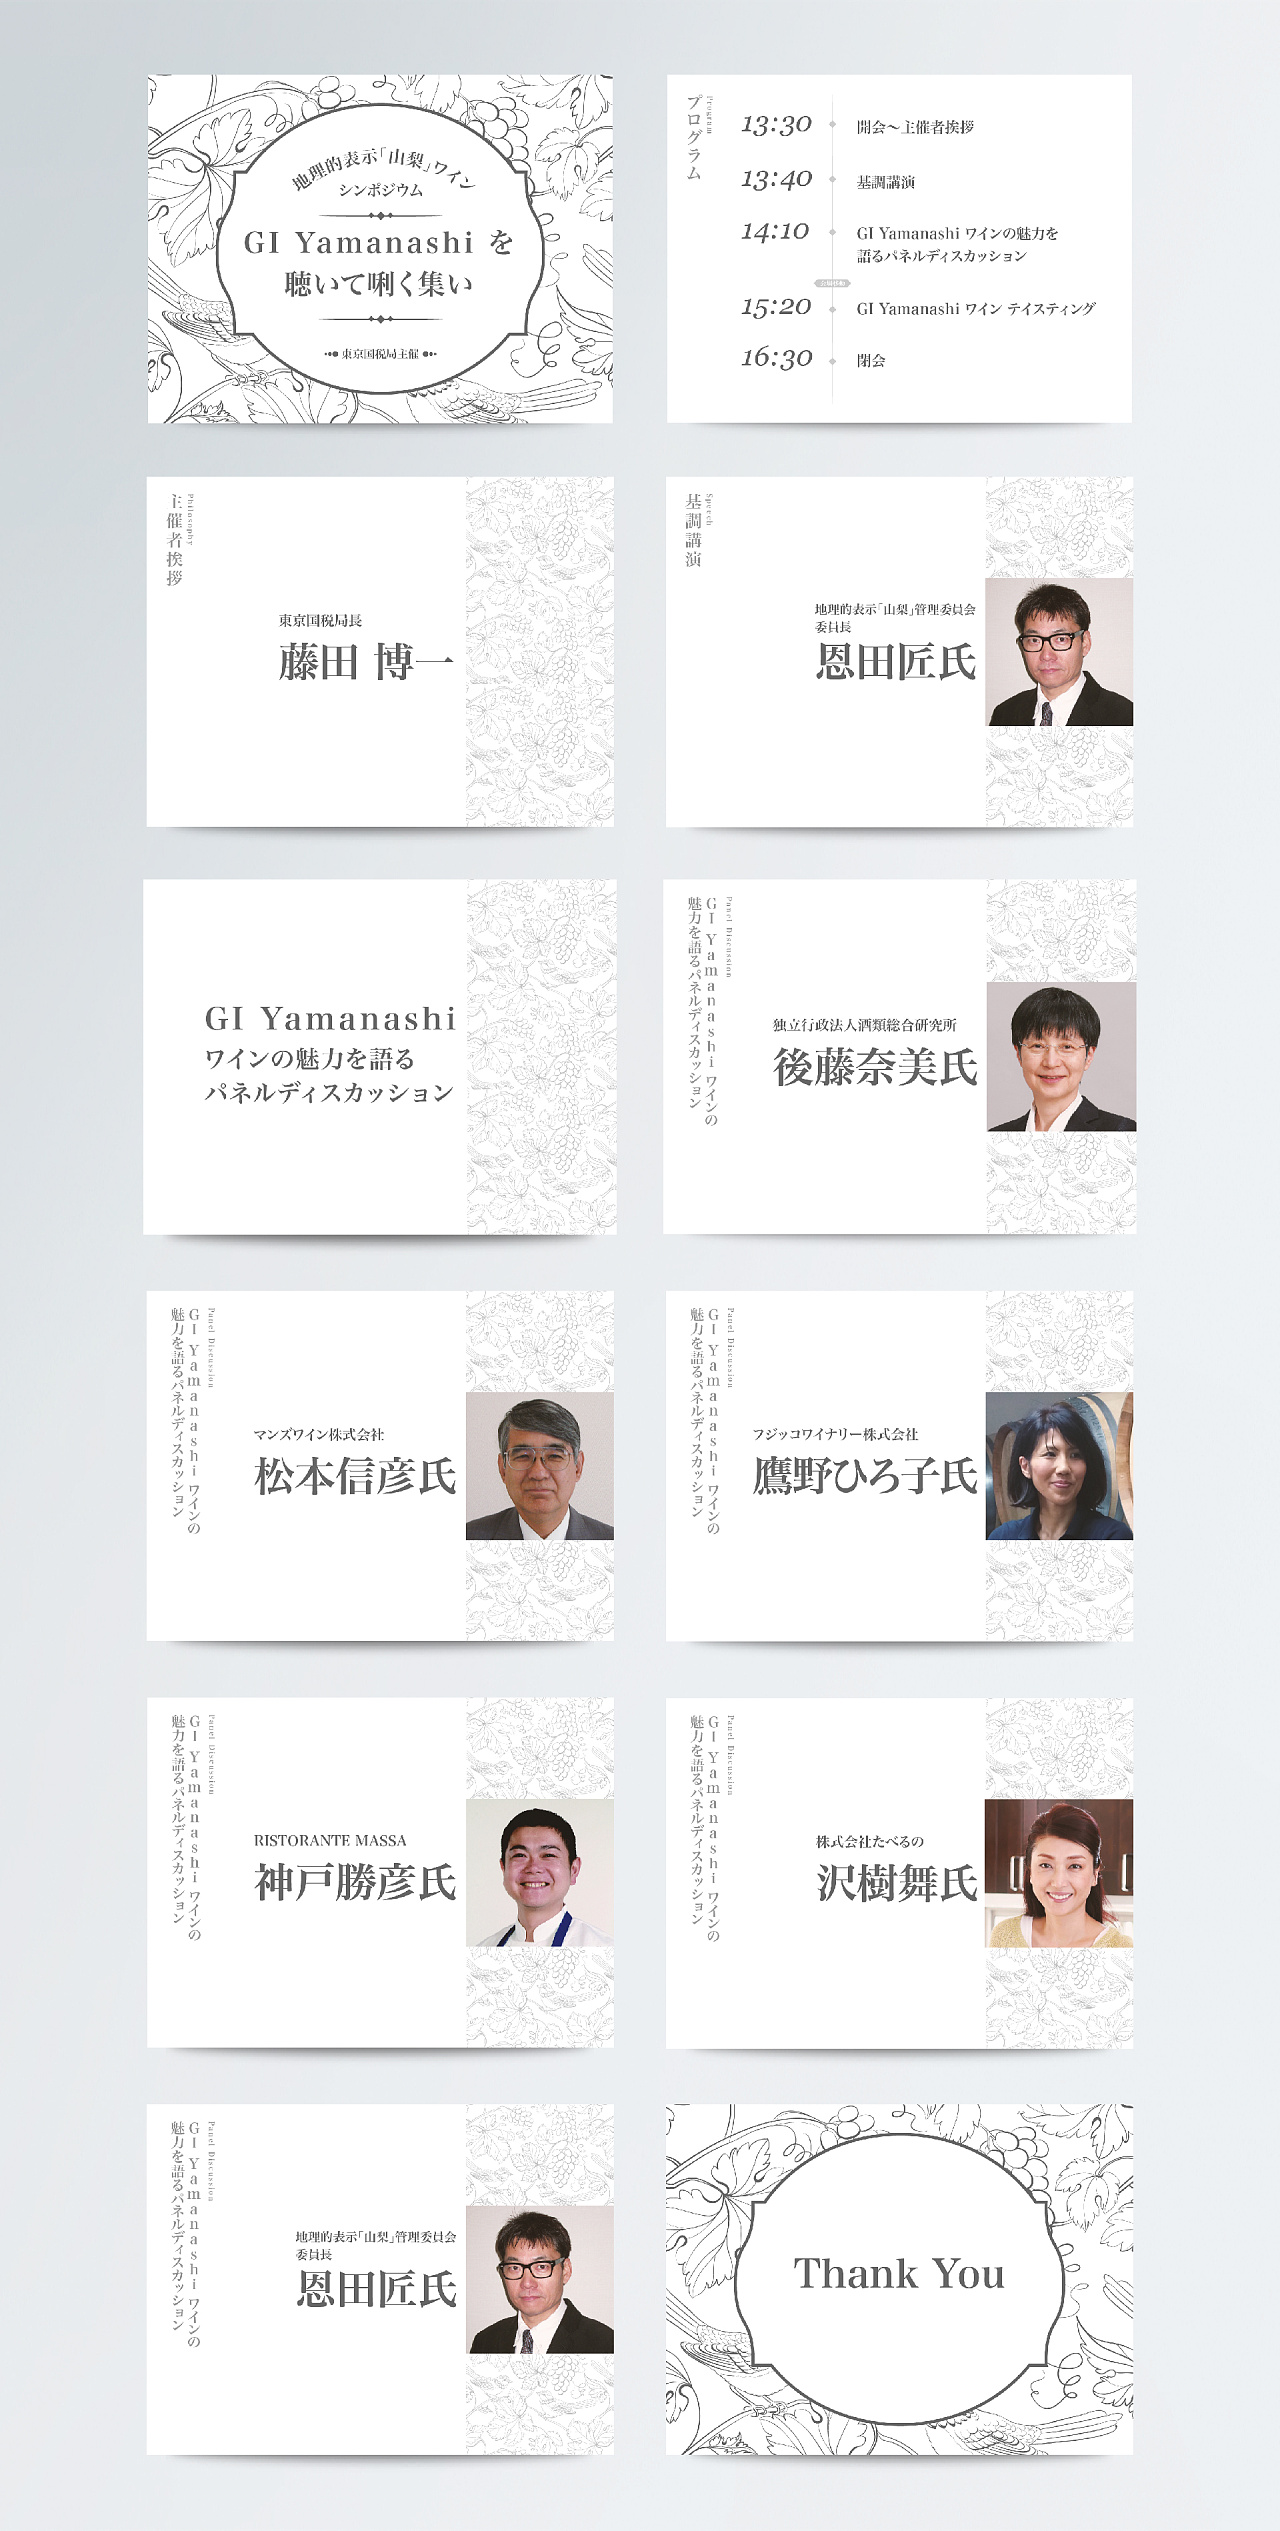 地理的表示「山梨」ワイン
シンポジウム
GI Yamanashi を
聴いて唎く集い
東京国税局主催
プログラム
Program
13:30 開会〜主催者挨拶
13:40 基調講演
14:10 GI Yamanashi ワインの魅力を
語るパネルディスカッション
15:20 GI Yamanashi ワイン テイスティング
16:30 閉会
主催者挨拶
Philosophy
東京国税局長
藤田 博一
基調講演
Speech
地理的表示「山梨」管理委員会
委員長
恩田匠氏
GI Yamanashi
ワインの魅力を語る
パネルディスカッション
Panel Discussion
GI Yamanashi ワインの
魅力を語るパネルディスカッション
独立行政法人酒類総合研究所
後藤奈美氏
Panel Discussion
GI Yamanashi ワインの
魅力を語るパネルディスカッション
マンズワイン株式会社
松本信彦氏
Panel Discussion
GI Yamanashi ワインの
魅力を語るパネルディスカッション
フジッコワイナリー株式会社
鷹野ひろ子氏
Panel Discussion
GI Yamanashi ワインの
魅力を語るパネルディスカッション
RISTORANTE MASSA
神戸勝彦氏
Panel Discussion
GI Yamanashi ワインの
魅力を語るパネルディスカッション
株式会社たべるの
沢樹舞氏
Panel Discussion
GI Yamanashi ワインの
魅力を語るパネルディスカッション
地理的表示「山梨」管理委員会
委員長
恩田匠氏
Thank You